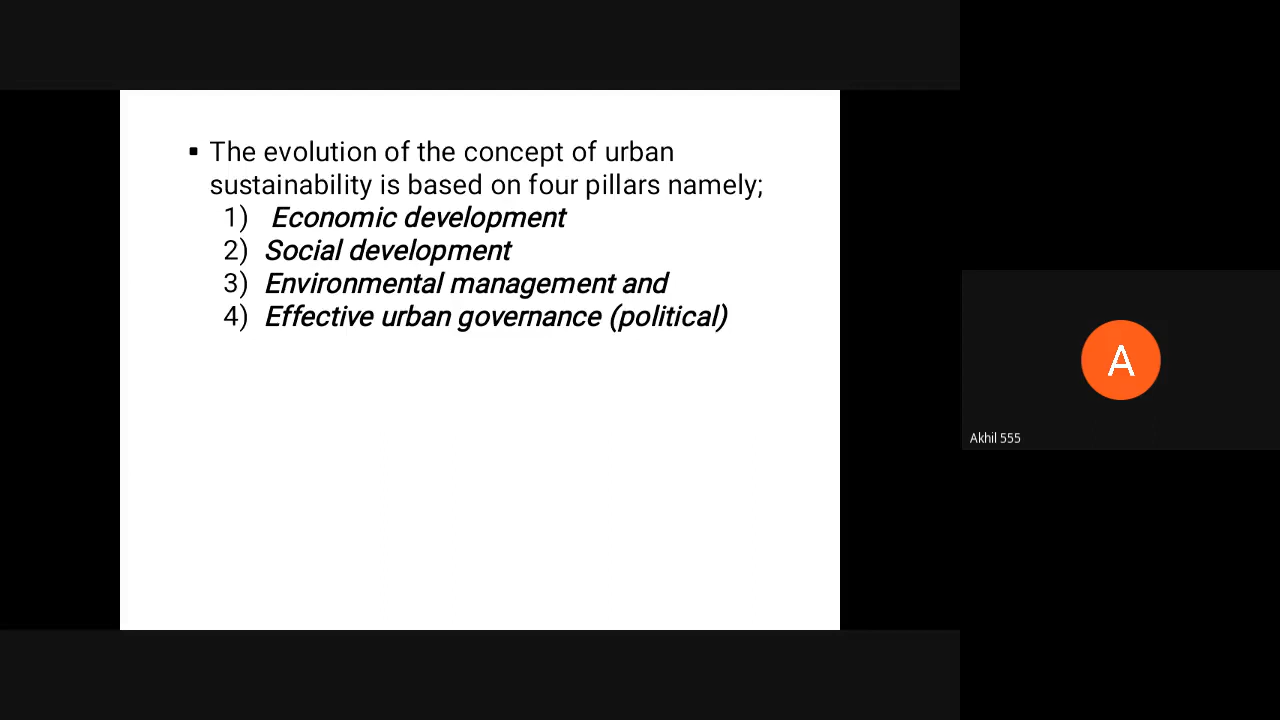 ▪ The evolution of the concept of urban
sustainability is based on four pillars namely;
1) Economic development
2) Social development
3) Environmental management and
4) Effective urban governance (political)
A
Akhil 555